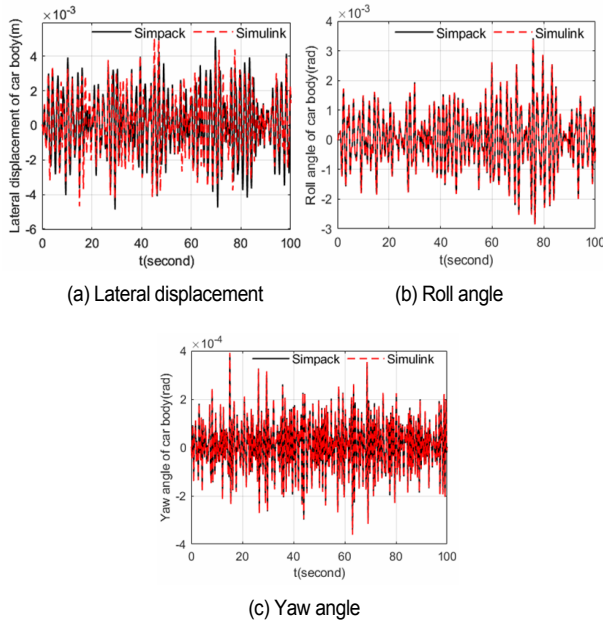 ×10⁻³
Simpack Simulink
Lateral displacement of car body(m)
6
4
2
0
-2
-4
-6
0 20 40 60 80 100
t(second)
(a) Lateral displacement
×10⁻³
Simpack Simulink
Roll angle of car body(rad)
4
3
2
1
0
-1
-2
-3
0 20 40 60 80 100
t(second)
(b) Roll angle
×10⁻⁴
Simpack Simulink
Yaw angle of car body(rad)
4
2
0
-2
-4
0 20 40 60 80 100
t(second)
(c) Yaw angle